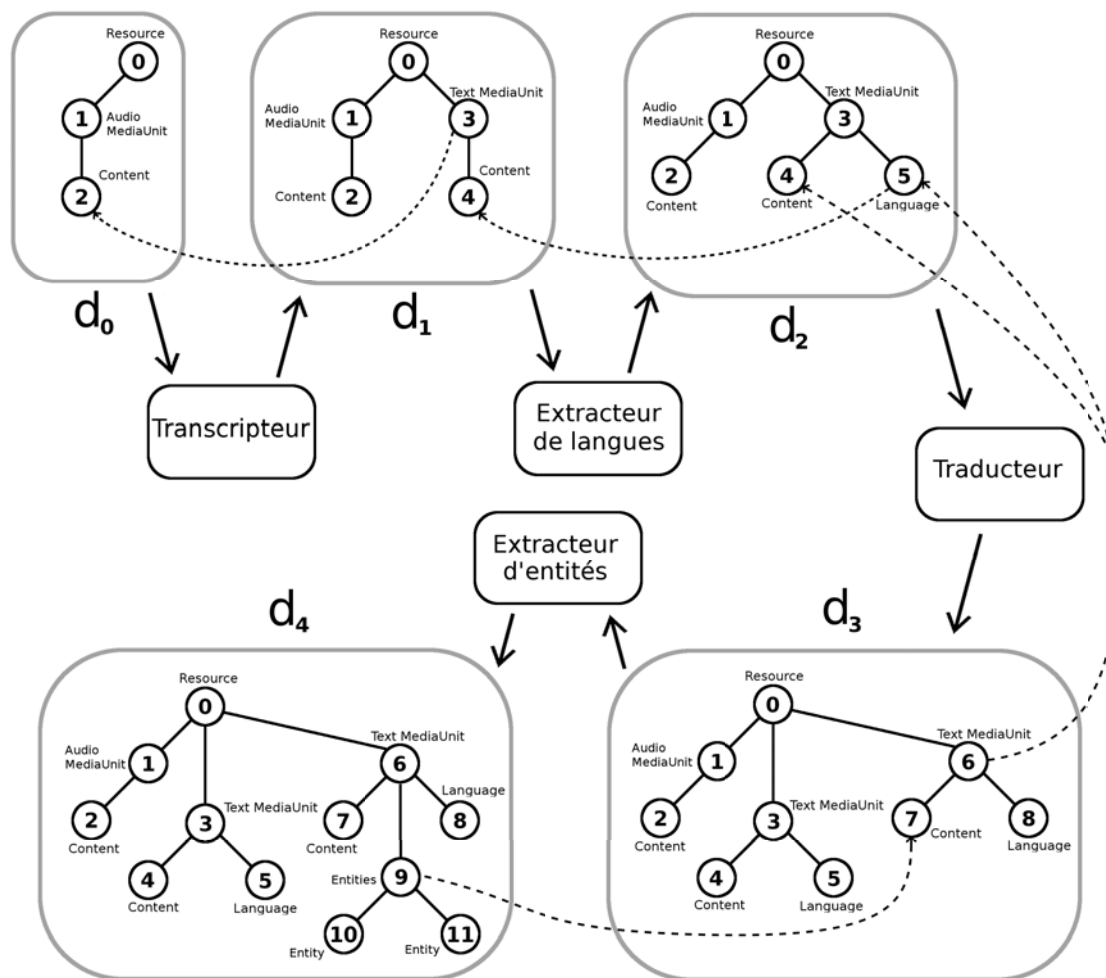 Resource
0
1
Audio
MediaUnit
Content
2
d0
Resource
0
Audio
MediaUnit
1
Text MediaUnit
3
Content
2
Content
4
d1
Resource
0
Audio
MediaUnit
1
Text MediaUnit
3
2
Content
4
Content
5
Language
d2
Transcripteur
Extracteur
de langues
Traducteur
Extracteur
d'entités
d4
d3
Resource
0
Audio
MediaUnit
1
Text MediaUnit
6
2
Content
3
Text MediaUnit
7
Content
Language
8
4
Content
5
Language
Entities
9
10
Entity
11
Entity
Resource
0
Audio
MediaUnit
1
Text MediaUnit
6
2
Content
3
Text MediaUnit
7
Content
8
Language
4
Content
5
Language